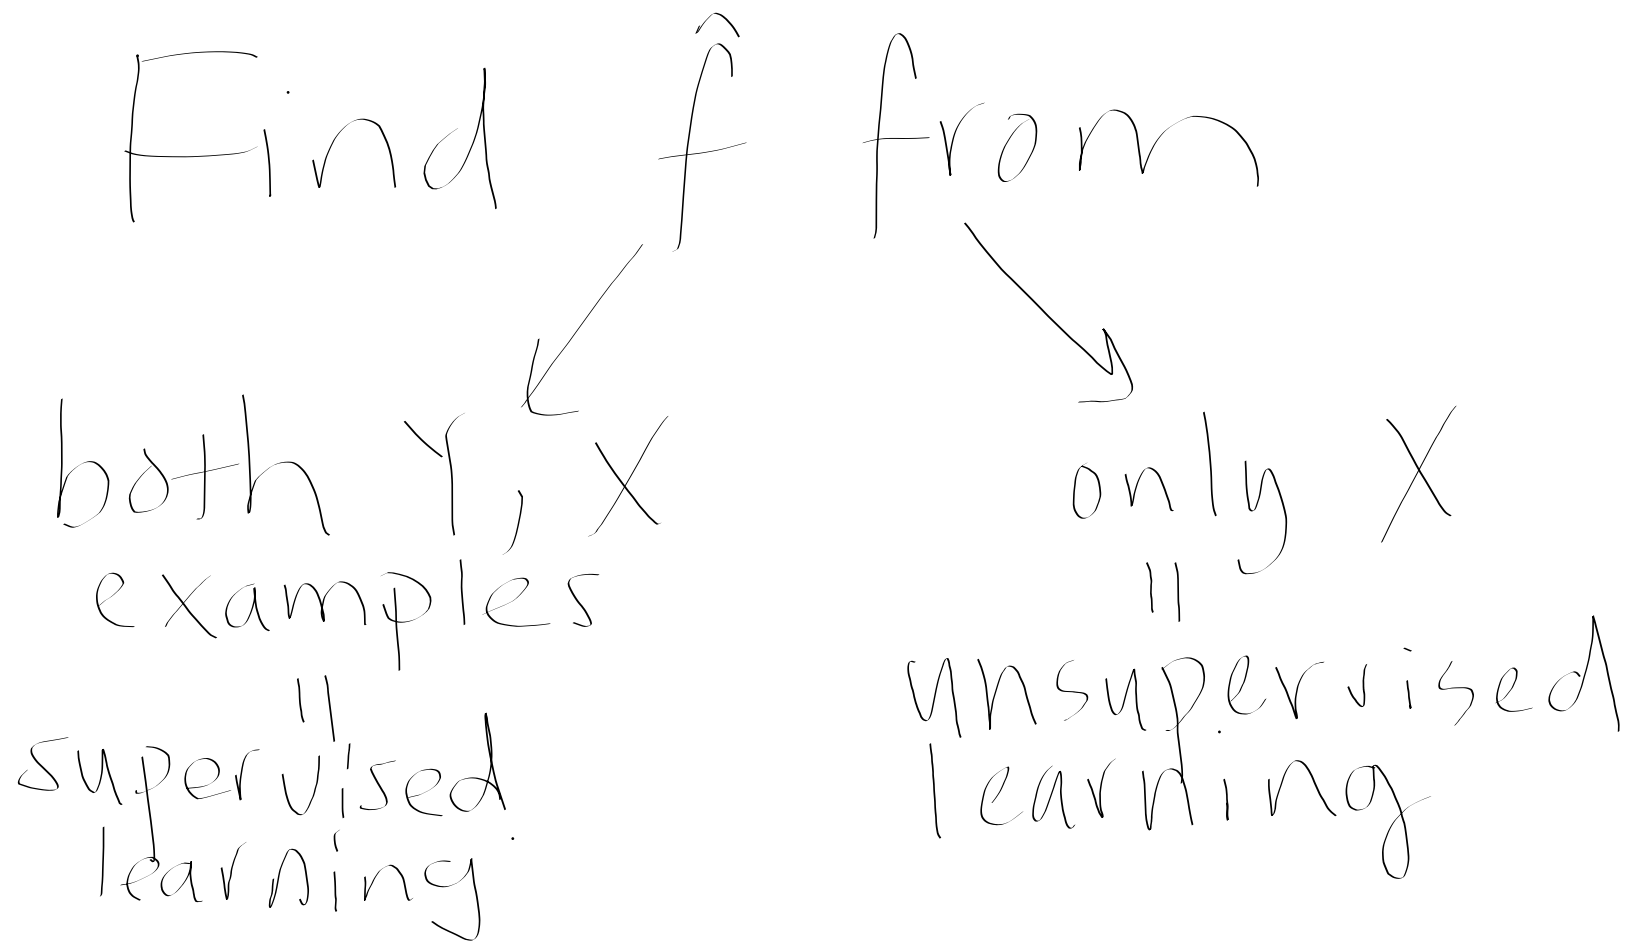 Find f̂ from
both Y, X
examples
=
supervised
learning
only X
=
unsupervised
learning